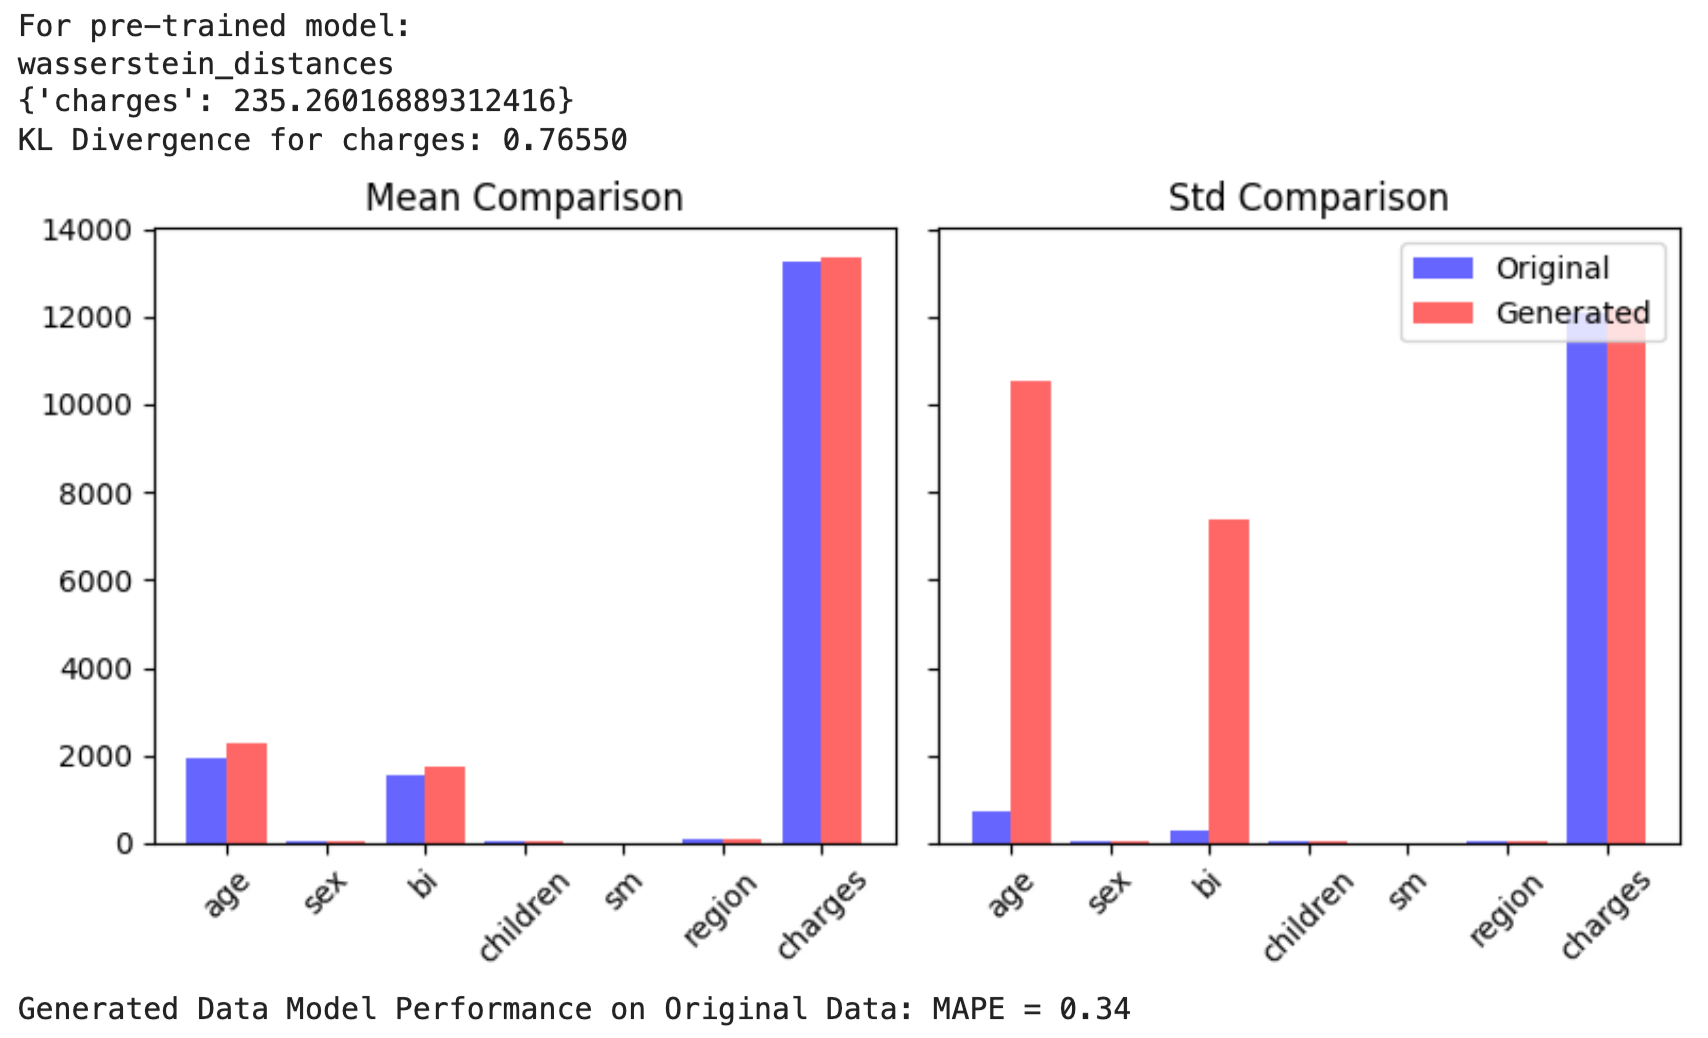 For pre-trained model:
wasserstein_distances
{'charges': 235.26016889312416}
KL Divergence for charges: 0.76550
Mean Comparison
Std Comparison
14000
12000
10000
8000
6000
4000
2000
0
Original
Generated
age
sex
bi
children
sm
region
charges
age
sex
bi
children
sm
region
charges
Generated Data Model Performance on Original Data: MAPE = 0.34